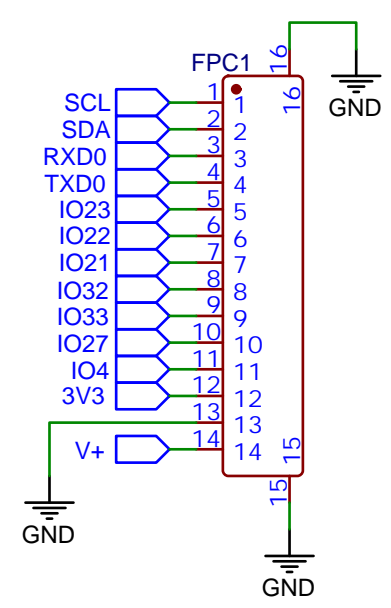 FPC1
16
16
GND
SCL 1 1
SDA 2 2
RXD0 3 3
TXD0 4 4
IO23 5 5
IO22 6 6
IO21 7 7
IO32 8 8
IO33 9 9
IO27 10 10
IO4 11 11
3V3 12 12
13 13
V+ 14 14
15
15
GND
GND